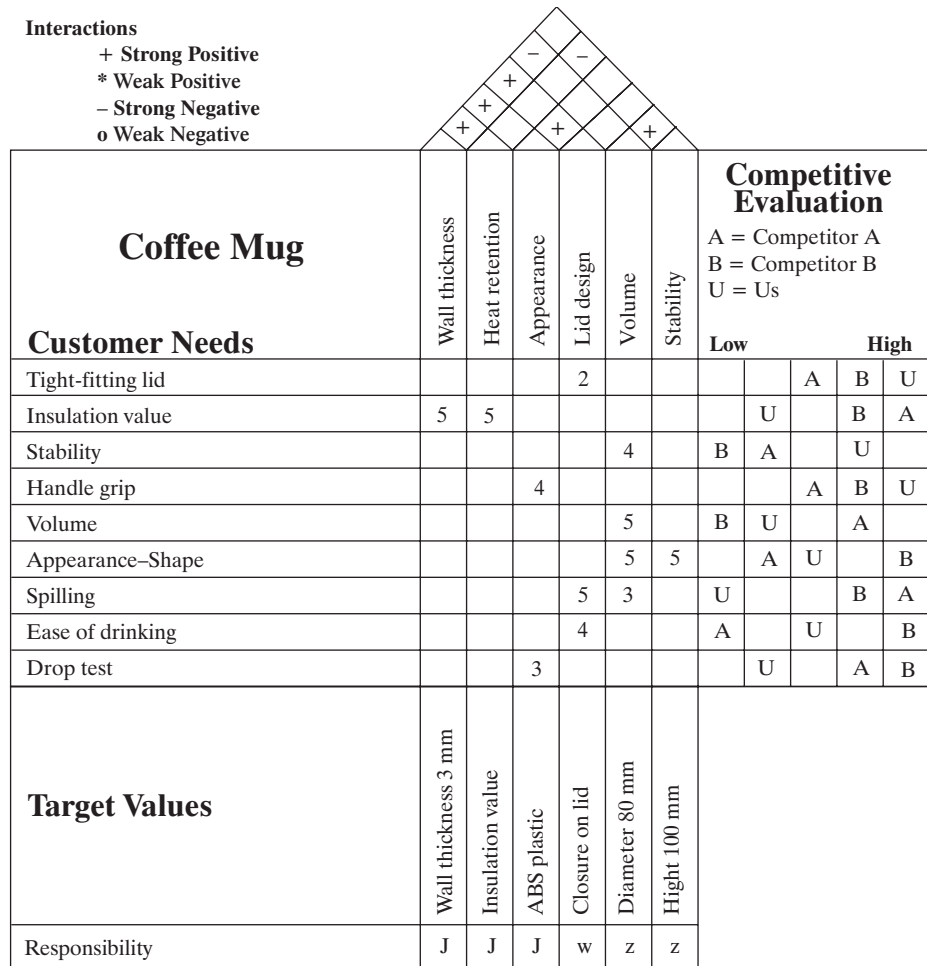 Interactions
+ Strong Positive
* Weak Positive
– Strong Negative
o Weak Negative
–
–
+
+
+
+
+
Coffee Mug
Customer Needs
Wall thickness
Heat retention
Appearance
Lid design
Volume
Stability
Competitive
Evaluation
A = Competitor A
B = Competitor B
U = Us
Low High
Tight-fitting lid 2 A B U
Insulation value 5 5 U B A
Stability 4 B A U
Handle grip 4 A B U
Volume 5 B U A
Appearance–Shape 5 5 A U B
Spilling 5 3 U B A
Ease of drinking 4 A U B
Drop test 3 U A B
Target Values
Wall thickness 3 mm
Insulation value
ABS plastic
Closure on lid
Diameter 80 mm
Hight 100 mm
Responsibility J J J w z z